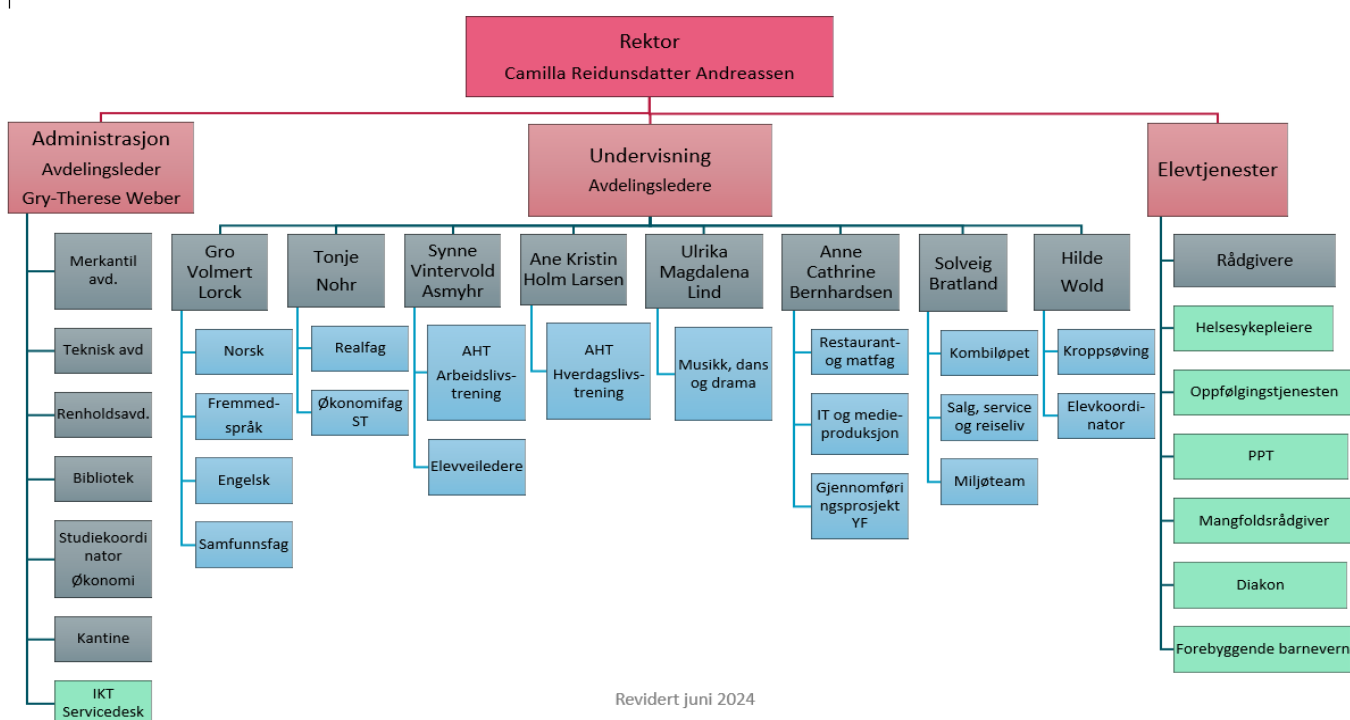 Rektor
Camilla Reidunsdatter Andreassen
Administrasjon
Avdelingsleder
Gry-Therese Weber
Undervisning
Avdelingsledere
Elevtjenester
Merkantil
avd.
Teknisk avd
Renholdsavd.
Bibliotek
Studiekoordi
nator
Økonomi
Kantine
IKT
Servicedesk
Gro
Volmert
Lorck
Norsk
Fremmed-
språk
Engelsk
Samfunnsfag
Tonje
Nohr
Realfag
Økonomifag
ST
Synne
Vintervold
Asmyhr
AHT
Arbeidslivs-
trening
Elevveiledere
Ane Kristin
Holm Larsen
AHT
Hverdagslivs-
trening
Ulrika
Magdalena
Lind
Musikk, dans
og drama
Anne
Cathrine
Bernhardsen
Restaurant-
og matfag
IT og medie-
produksjon
Gjennomføri
ngsprosjekt
YF
Solveig
Bratland
Kombiløpet
Salg, service
og reiseliv
Miljøteam
Hilde
Wold
Kroppsøving
Elevkoordi-
nator
Rådgivere
Helsesykepleiere
Oppfølgingstjenesten
PPT
Mangfoldsrådgiver
Diakon
Forebyggende barnevern
Revidert juni 2024